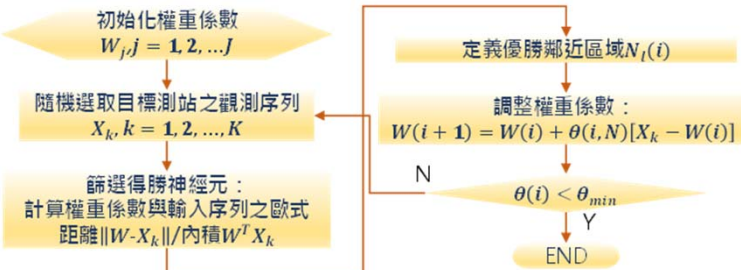 初始化權重係數
W_j, j = 1, 2, …J
隨機選取目標測站之觀測序列
X_k, k = 1, 2, …, K
篩選得勝神經元：
計算權重係數與輸入序列之歐式
距離‖W-X_k‖/內積W^T X_k
定義優勝鄰近區域N_l(i)
調整權重係數：
W(i + 1) = W(i) + θ(i, N)[X_k − W(i)]
N
θ(i) < θ_min
Y
END